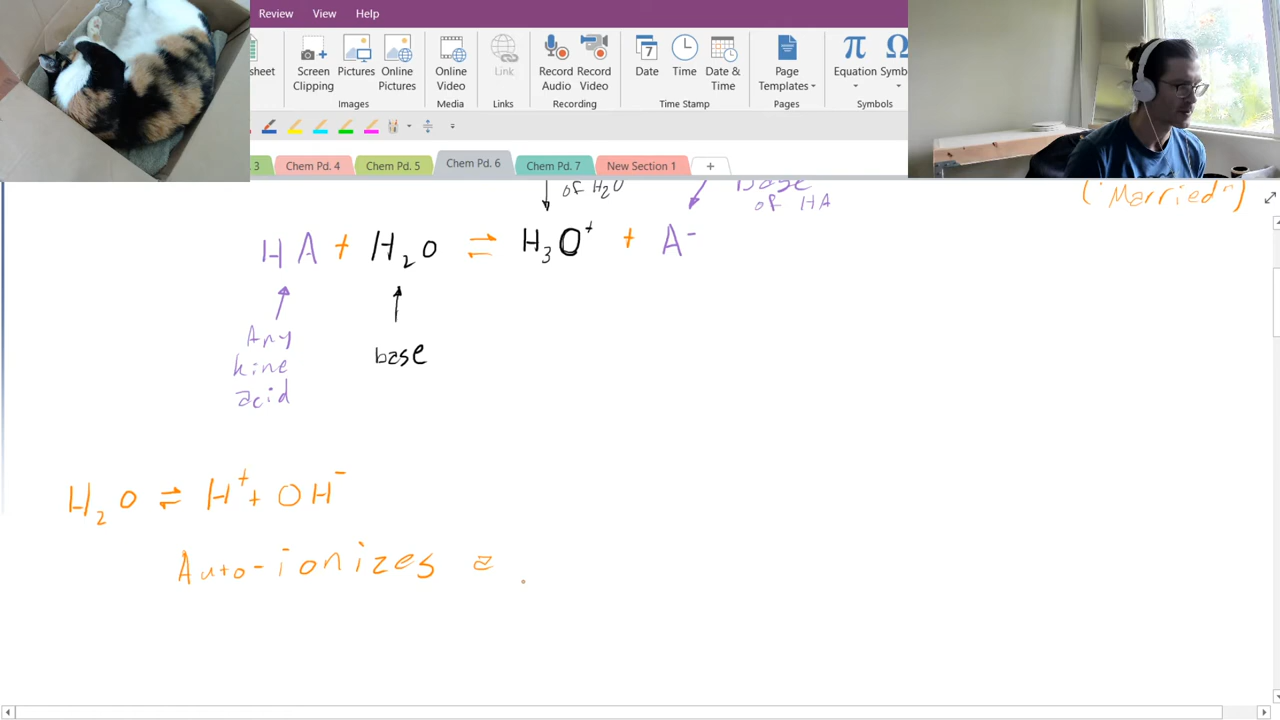 Review View Help
Screen Clipping
Pictures
Online Pictures
Online Video
Link
Record Audio
Record Video
Date
Time
Date & Time
Page Templates
Equation
Images
Media
Links
Recording
Time Stamp
Pages
Symbols
3 Chem Pd. 4 Chem Pd. 5 Chem Pd. 6 Chem Pd. 7 New Section 1 +
of H₂O
of HA
("Married")
HA + H₂O ⇌ H₃O⁺ + A⁻
Any
kine
acid
base
H₂O ⇌ H⁺ + OH⁻
Auto-ionizes a